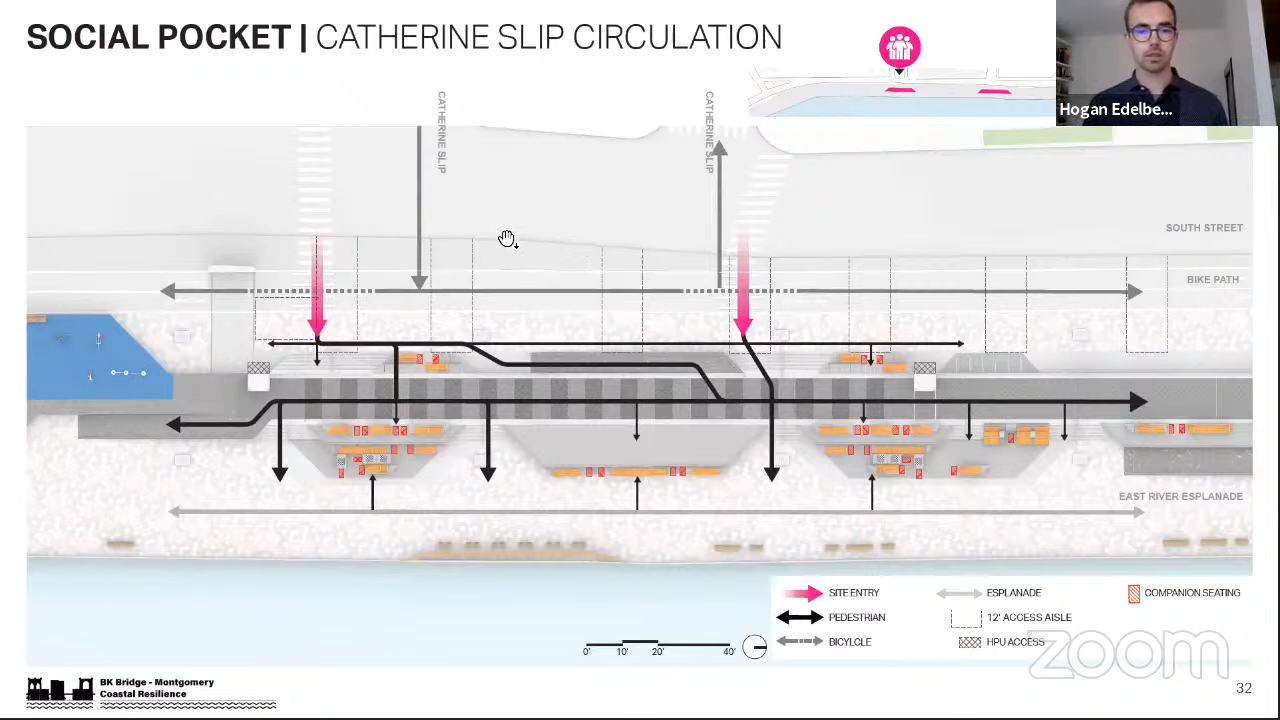 SOCIAL POCKET | CATHERINE SLIP CIRCULATION
Hogan Edelbe...
CATHERINE SLIP
CATHERINE SLIP
SOUTH STREET
BIKE PATH
EAST RIVER ESPLANADE
SITE ENTRY
ESPLANADE
COMPANION SEATING
PEDESTRIAN
12' ACCESS AISLE
BICYLCLE
HPU ACCESS
0' 10' 20' 40'
zoom
BK Bridge - Montgomery
Coastal Resilience
32